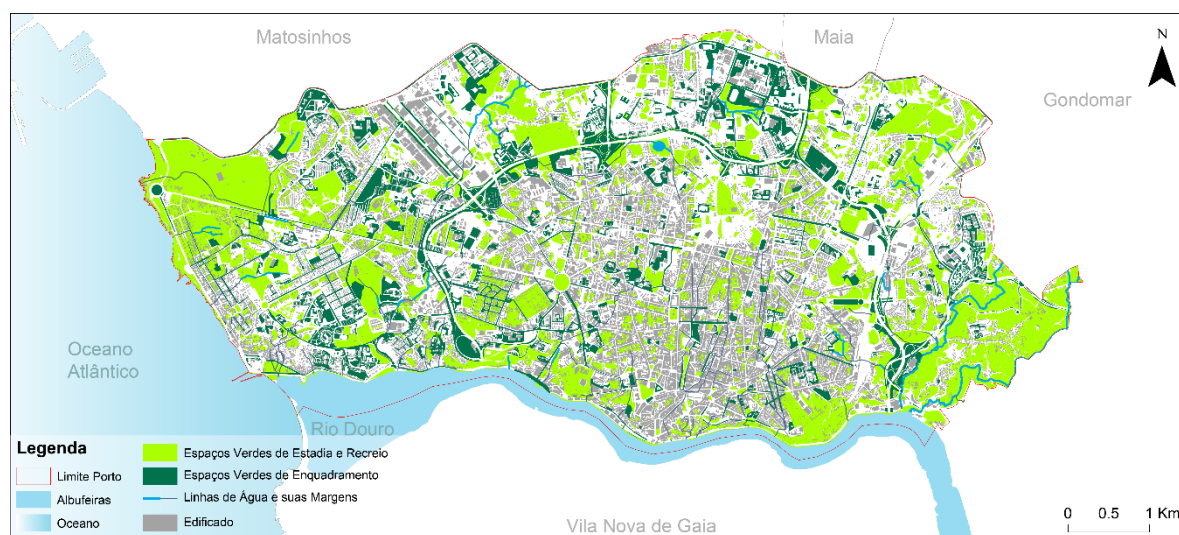 Matosinhos
Maia
N
Gondomar
Oceano
Atlântico
Rio Douro
Legenda
Limite Porto
Albufeiras
Oceano
Espaços Verdes de Estadia e Recreio
Espaços Verdes de Enquadramento
Linhas de Água e suas Margens
Edificado
Vila Nova de Gaia
0 0.5 1 Km